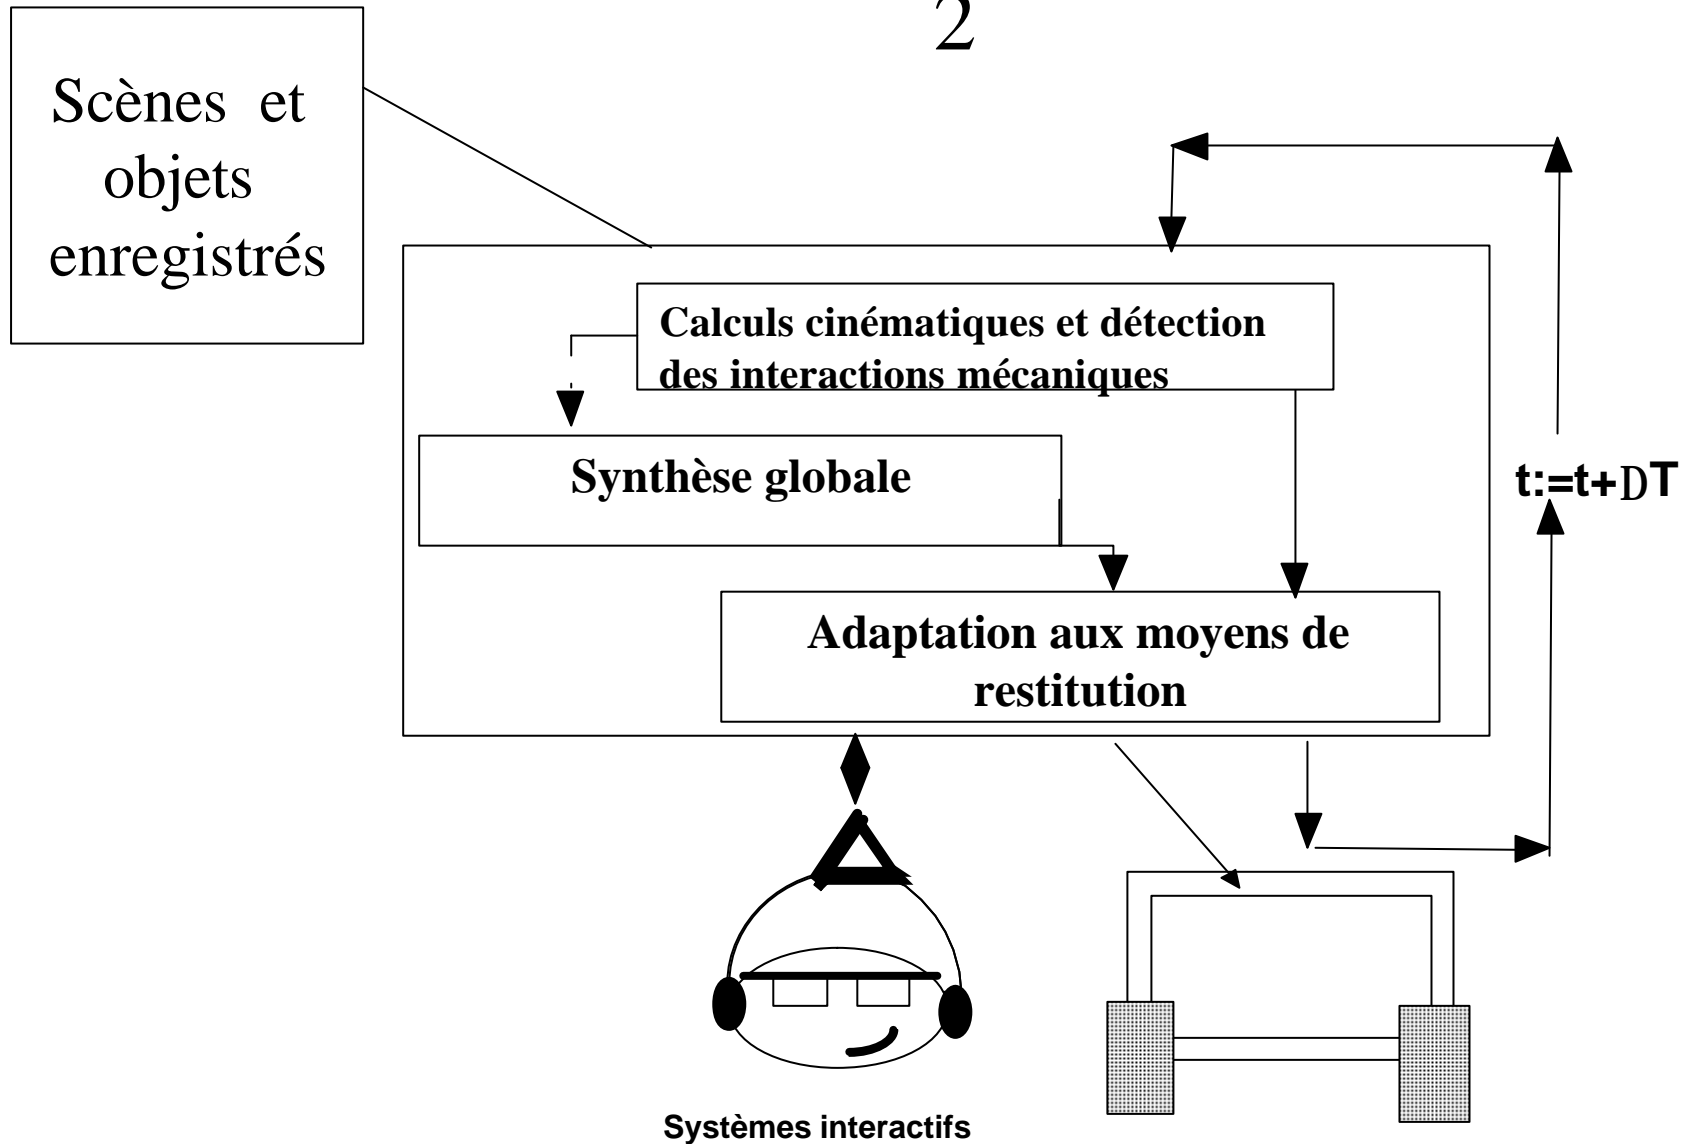 2
Scènes et
objets
enregistrés
Calculs cinématiques et détection
des interactions mécaniques
Synthèse globale
t:=t+DT
Adaptation aux moyens de
restitution
Systèmes interactifs